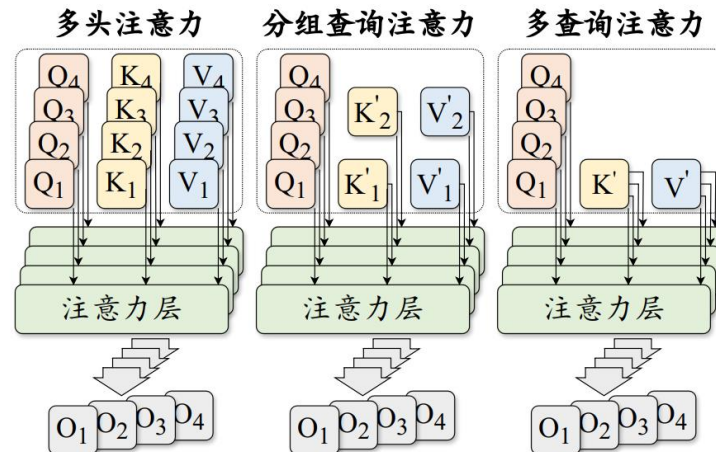 多头注意力 分组查询注意力 多查询注意力
Q4 K4 V4 Q4 Q4
Q3 K3 V3 Q3 K'2 V'2 Q3
Q2 K2 V2 Q2 Q2
Q1 K1 V1 Q1 K'1 V'1 Q1 K' V'
注意力层 注意力层 注意力层
O1 O2 O3 O4 O1 O2 O3 O4 O1 O2 O3 O4